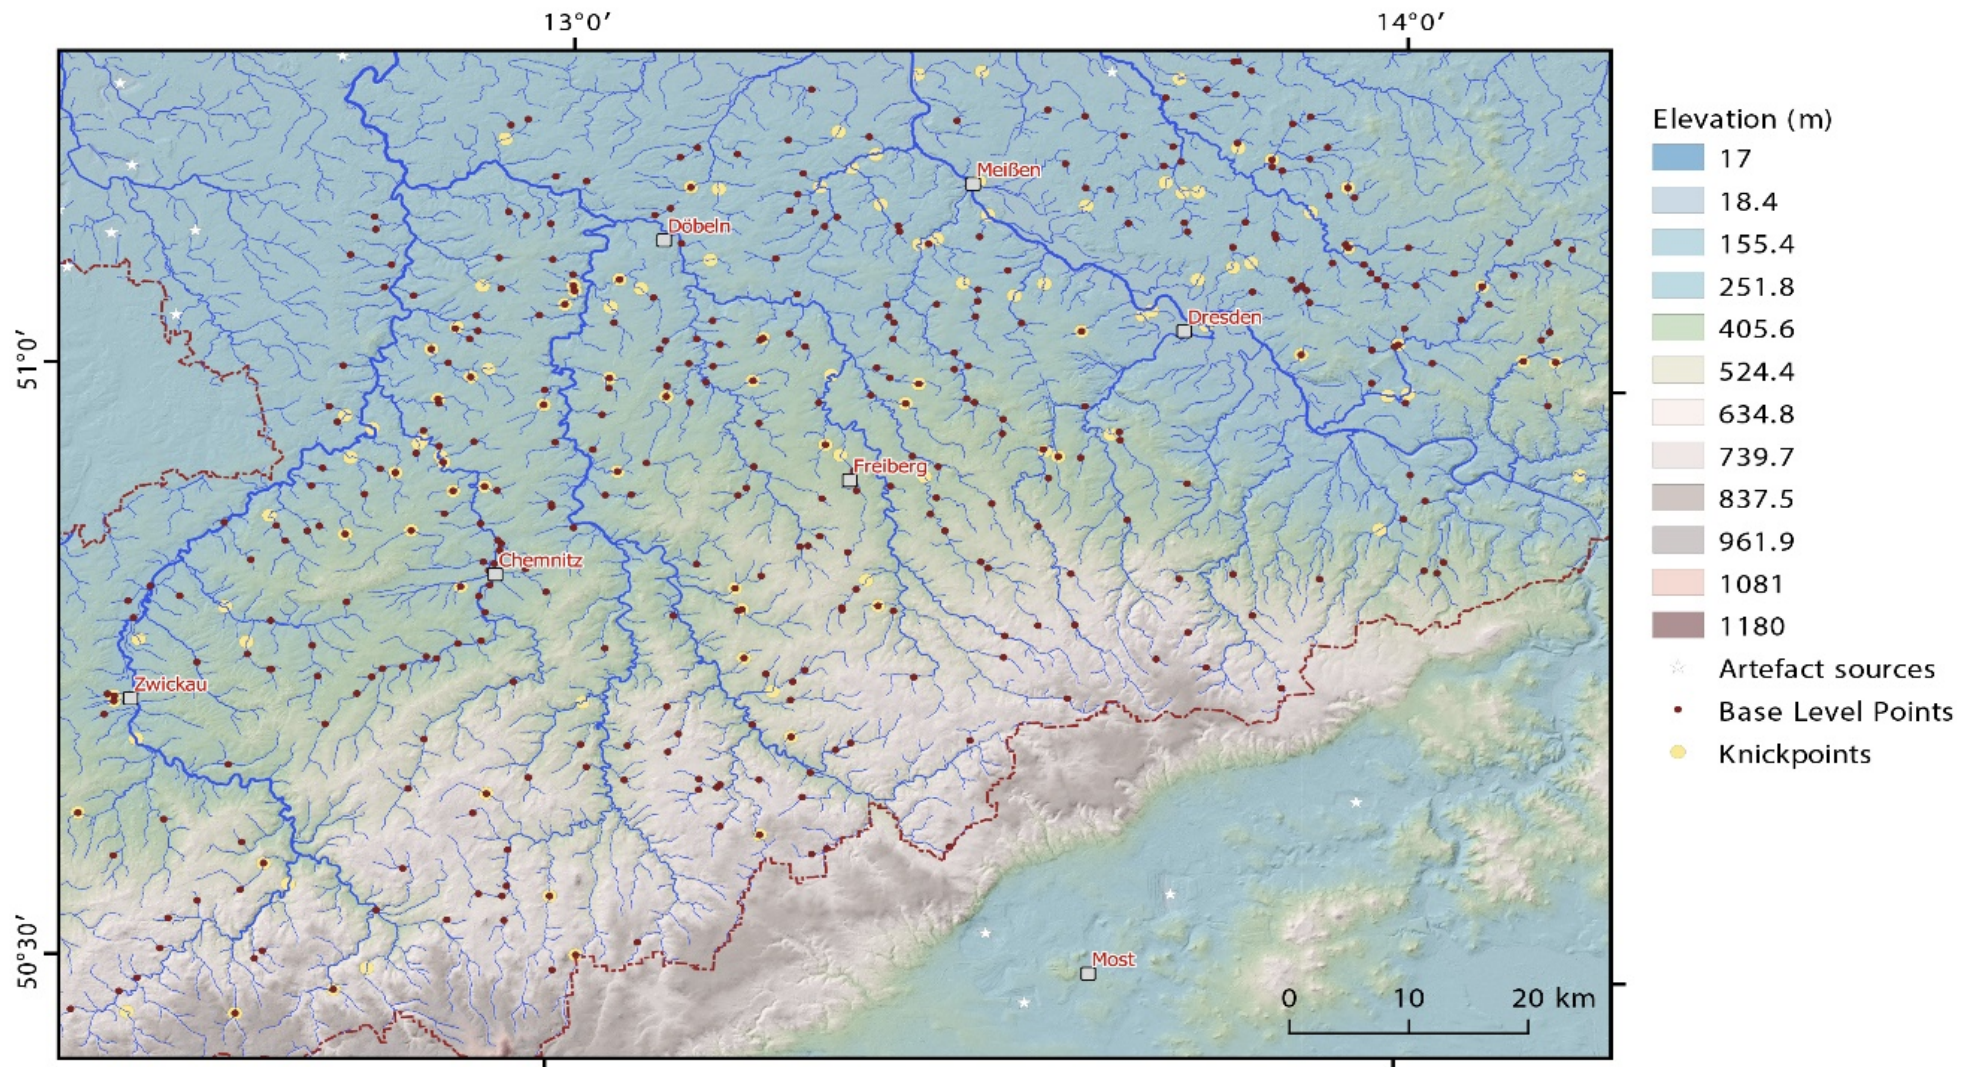 13°0′
14°0′
51°0′
50°30′
Meißen
Döbeln
Dresden
Freiberg
Chemnitz
Zwickau
Most
0 10 20 km
Elevation (m)
17
18.4
155.4
251.8
405.6
524.4
634.8
739.7
837.5
961.9
1081
1180
Artefact sources
Base Level Points
Knickpoints